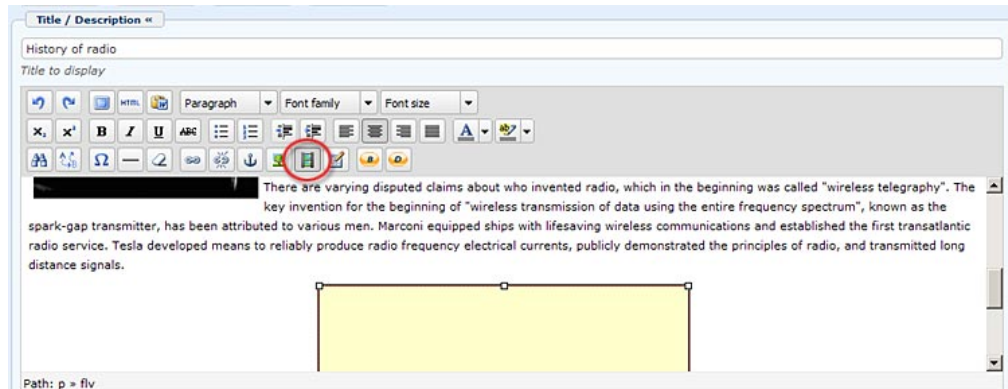 Title / Description «
History of radio
Title to display
HTML Paragraph Font family Font size
x₂ x² B I U ABC A ab
Ω B D
There are varying disputed claims about who invented radio, which in the beginning was called "wireless telegraphy". The
key invention for the beginning of "wireless transmission of data using the entire frequency spectrum", known as the
spark-gap transmitter, has been attributed to various men. Marconi equipped ships with lifesaving wireless communications and established the first transatlantic
radio service. Tesla developed means to reliably produce radio frequency electrical currents, publicly demonstrated the principles of radio, and transmitted long
distance signals.
Path: p » flv